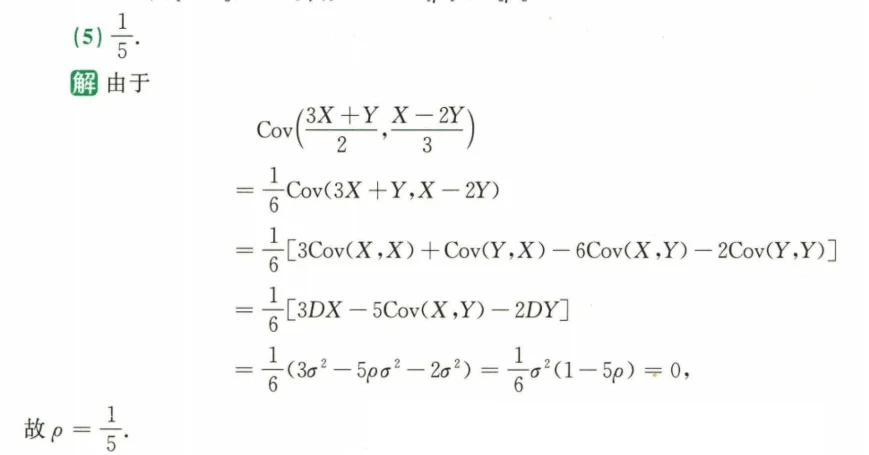 (5) 1/5.
解 由于
Cov((3X+Y)/2, (X−2Y)/3)
= 1/6 Cov(3X+Y, X−2Y)
= 1/6 [3Cov(X,X)+Cov(Y,X)−6Cov(X,Y)−2Cov(Y,Y)]
= 1/6 [3DX−5Cov(X,Y)−2DY]
= 1/6 (3σ²−5ρσ²−2σ²) = 1/6 σ²(1−5ρ) = 0,
故 ρ = 1/5.